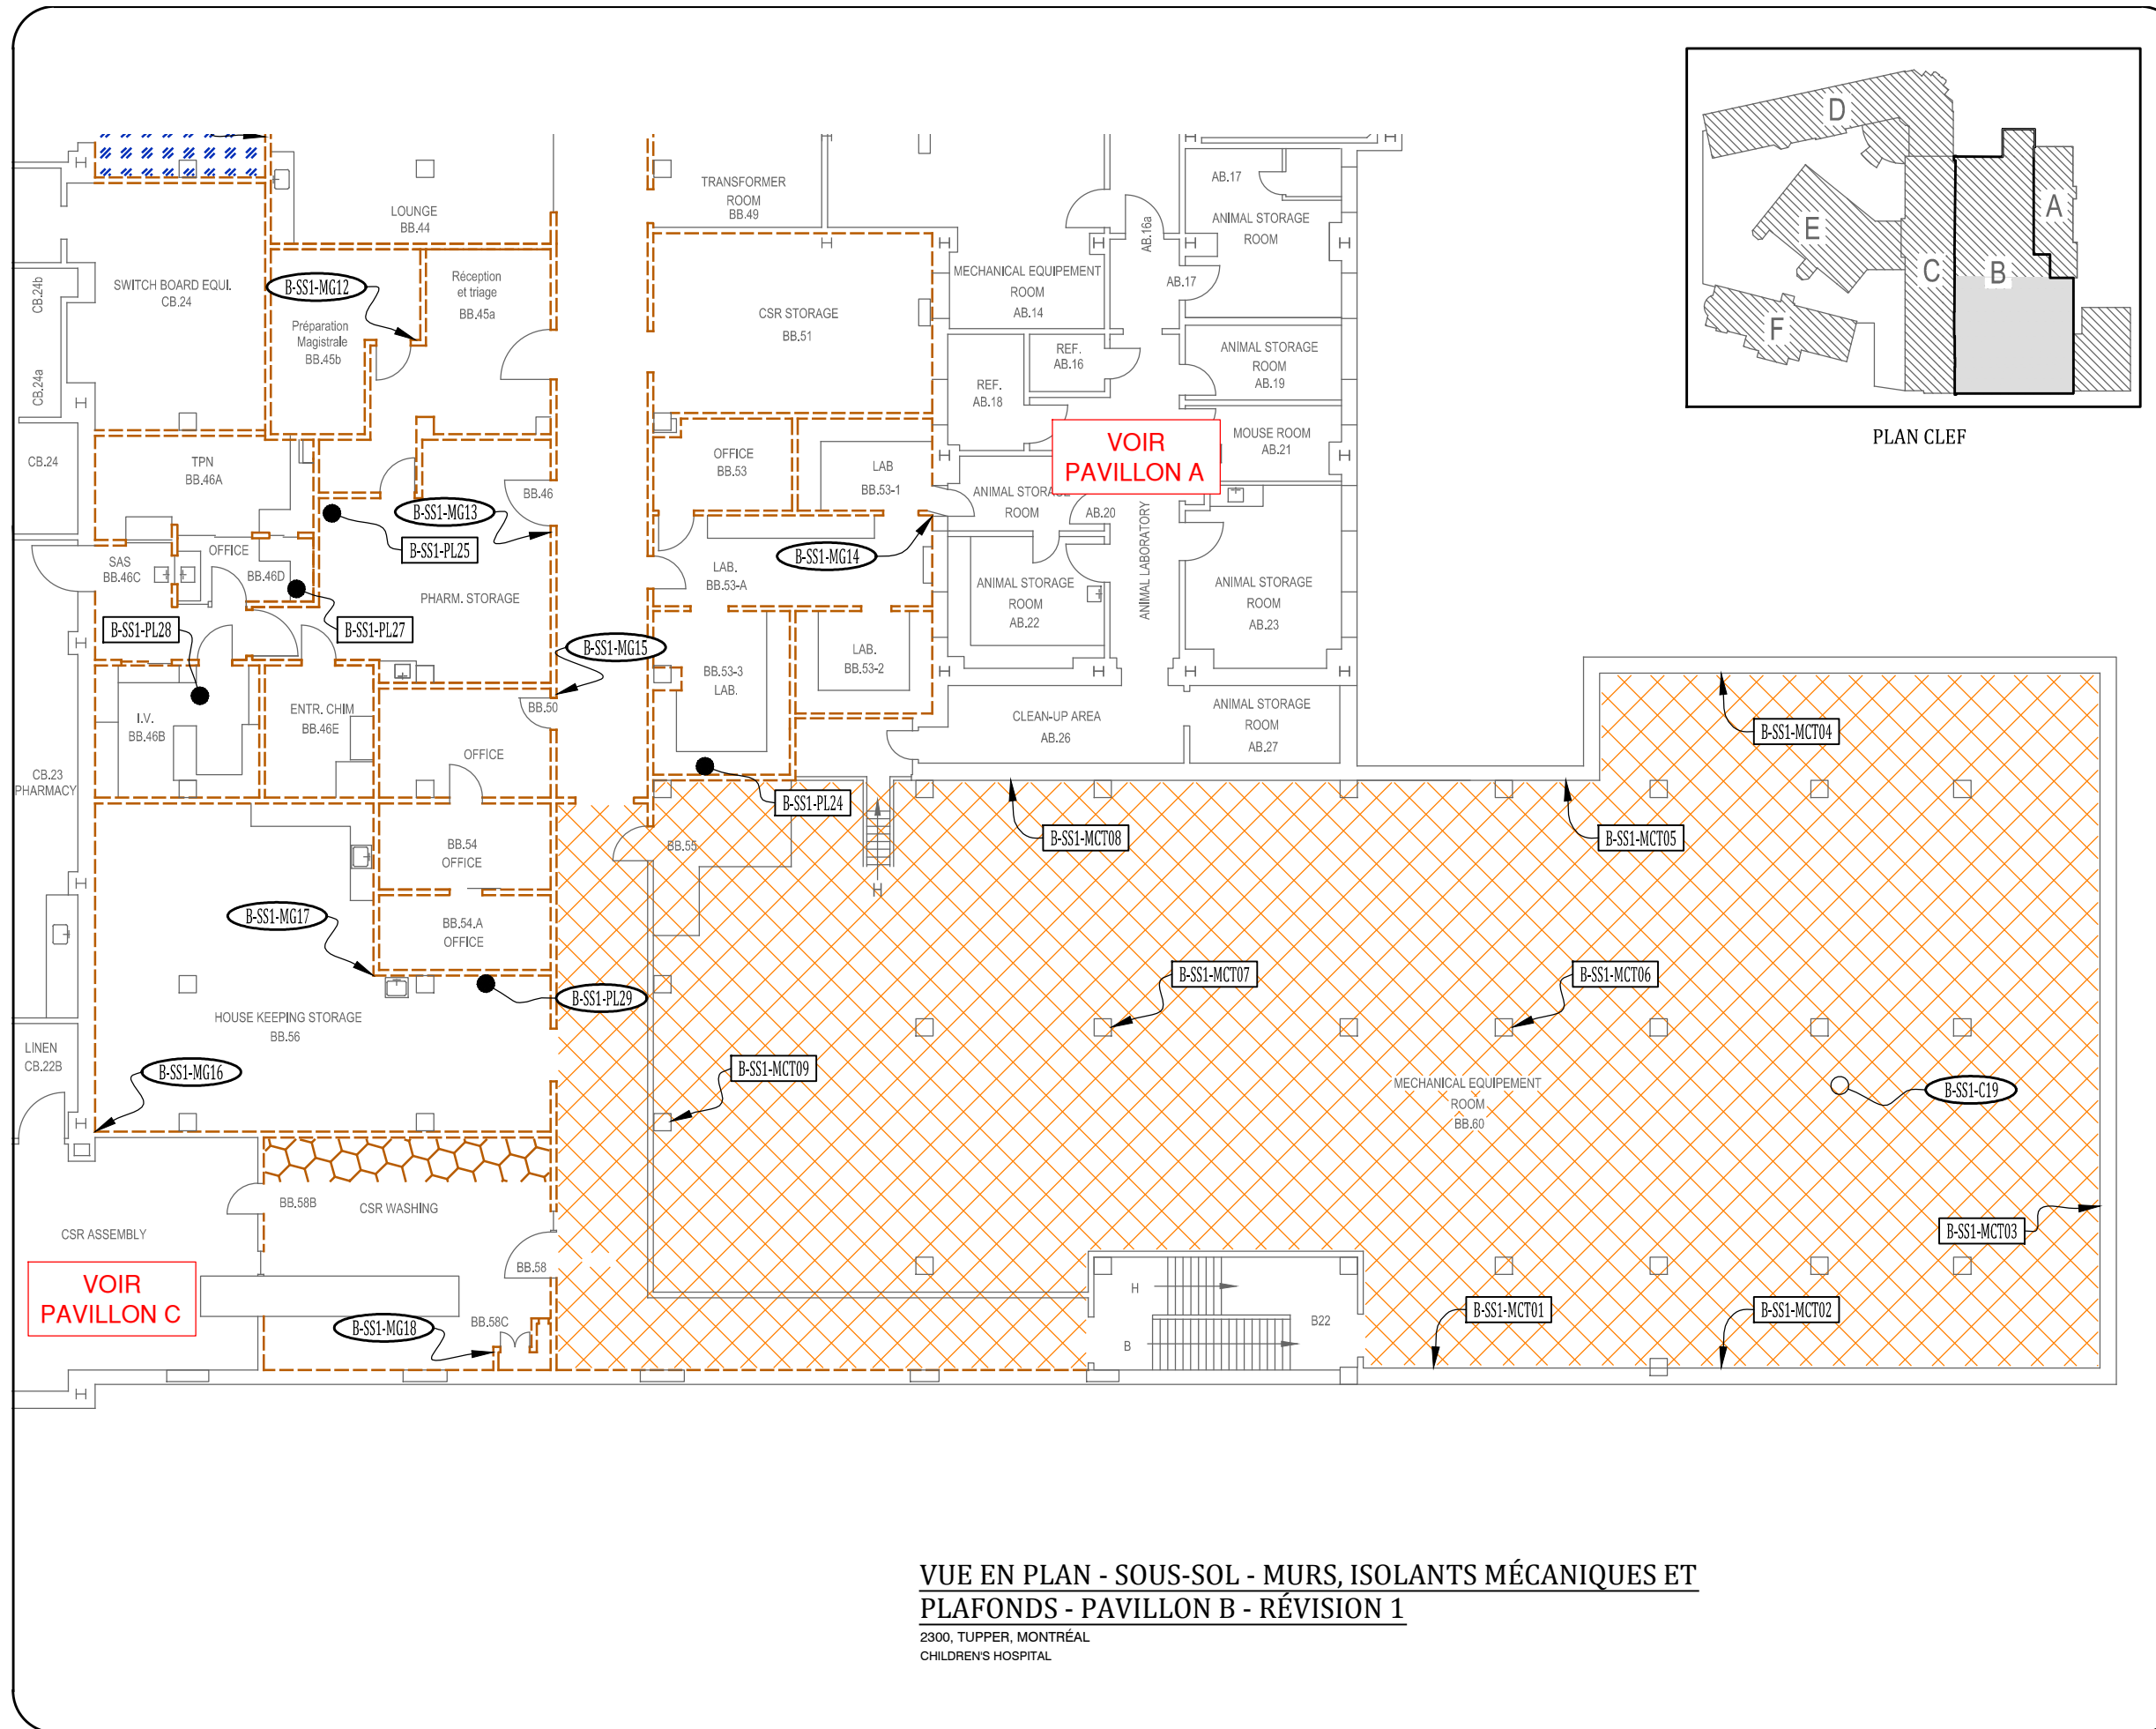 D
A
E
C
B
F
PLAN CLEF
TRANSFORMER
ROOM
BB.49
LOUNGE
BB.44
AB.17
ANIMAL STORAGE
ROOM
AB.16a
AB.17
SWITCH BOARD EQUI.
CB.24
CB.24b
CB.24a
CB.24
B-SS1-MG12
Réception
et triage
BB.45a
Préparation
Magistrale
BB.45b
CSR STORAGE
BB.51
MECHANICAL EQUIPEMENT
ROOM
AB.14
REF.
AB.16
REF.
AB.18
ANIMAL STORAGE
ROOM
AB.19
MOUSE ROOM
AB.21
VOIR
PAVILLON A
TPN
BB.46A
OFFICE
BB.53
LAB
BB.53-1
ANIMAL STORAGE
ROOM
AB.20
ANIMAL LABORATORY
BB.46
B-SS1-MG13
B-SS1-PL25
B-SS1-MG14
SAS
BB.46C
OFFICE
BB.46D
LAB.
BB.53-A
ANIMAL STORAGE
ROOM
AB.22
ANIMAL STORAGE
ROOM
AB.23
PHARM. STORAGE
B-SS1-PL28
B-SS1-PL27
B-SS1-MG15
BB.53-3
LAB.
LAB.
BB.53-2
I.V.
BB.46B
ENTR. CHIM
BB.46E
BB.50
OFFICE
CLEAN-UP AREA
AB.26
ANIMAL STORAGE
ROOM
AB.27
B-SS1-MCT04
CB.23
PHARMACY
B-SS1-PL24
BB.54
OFFICE
BB.55
H
B-SS1-MCT08
B-SS1-MCT05
B-SS1-MG17
BB.54.A
OFFICE
B-SS1-PL29
B-SS1-MCT07
B-SS1-MCT06
HOUSE KEEPING STORAGE
BB.56
LINEN
CB.22B
B-SS1-MG16
B-SS1-MCT09
MECHANICAL EQUIPEMENT
ROOM
BB.60
B-SS1-C19
BB.58B
CSR WASHING
CSR ASSEMBLY
B-SS1-MCT03
BB.58
VOIR
PAVILLON C
H
B
B22
B-SS1-MCT01
B-SS1-MCT02
BB.58C
B-SS1-MG18
VUE EN PLAN - SOUS-SOL - MURS, ISOLANTS MÉCANIQUES ET
PLAFONDS - PAVILLON B - RÉVISION 1
2300, TUPPER, MONTRÉAL
CHILDREN'S HOSPITAL